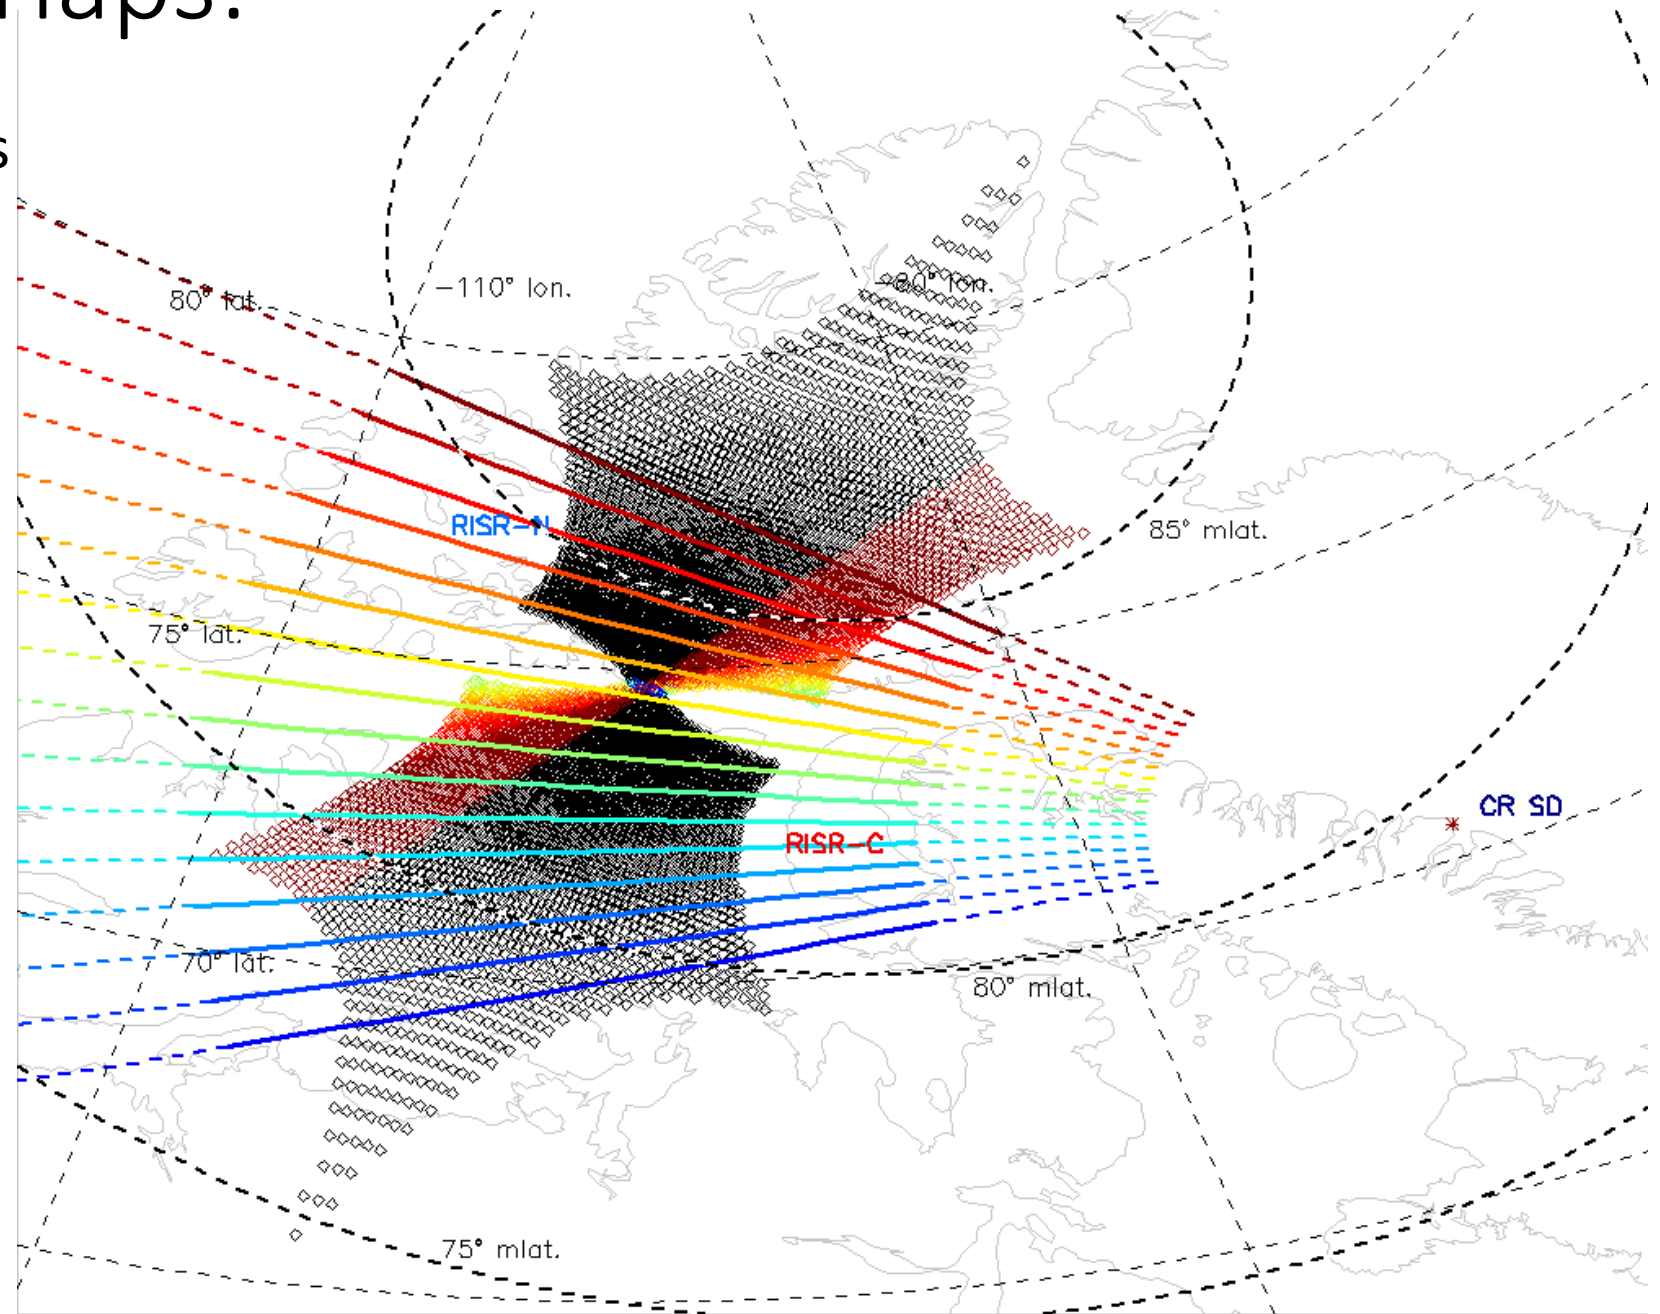 s
80° lat.
−110° lon.
−80° lon.
RISR−N
85° mlat.
75° lat.
CR SD
RISR−C
70° lat.
80° mlat.
75° mlat.